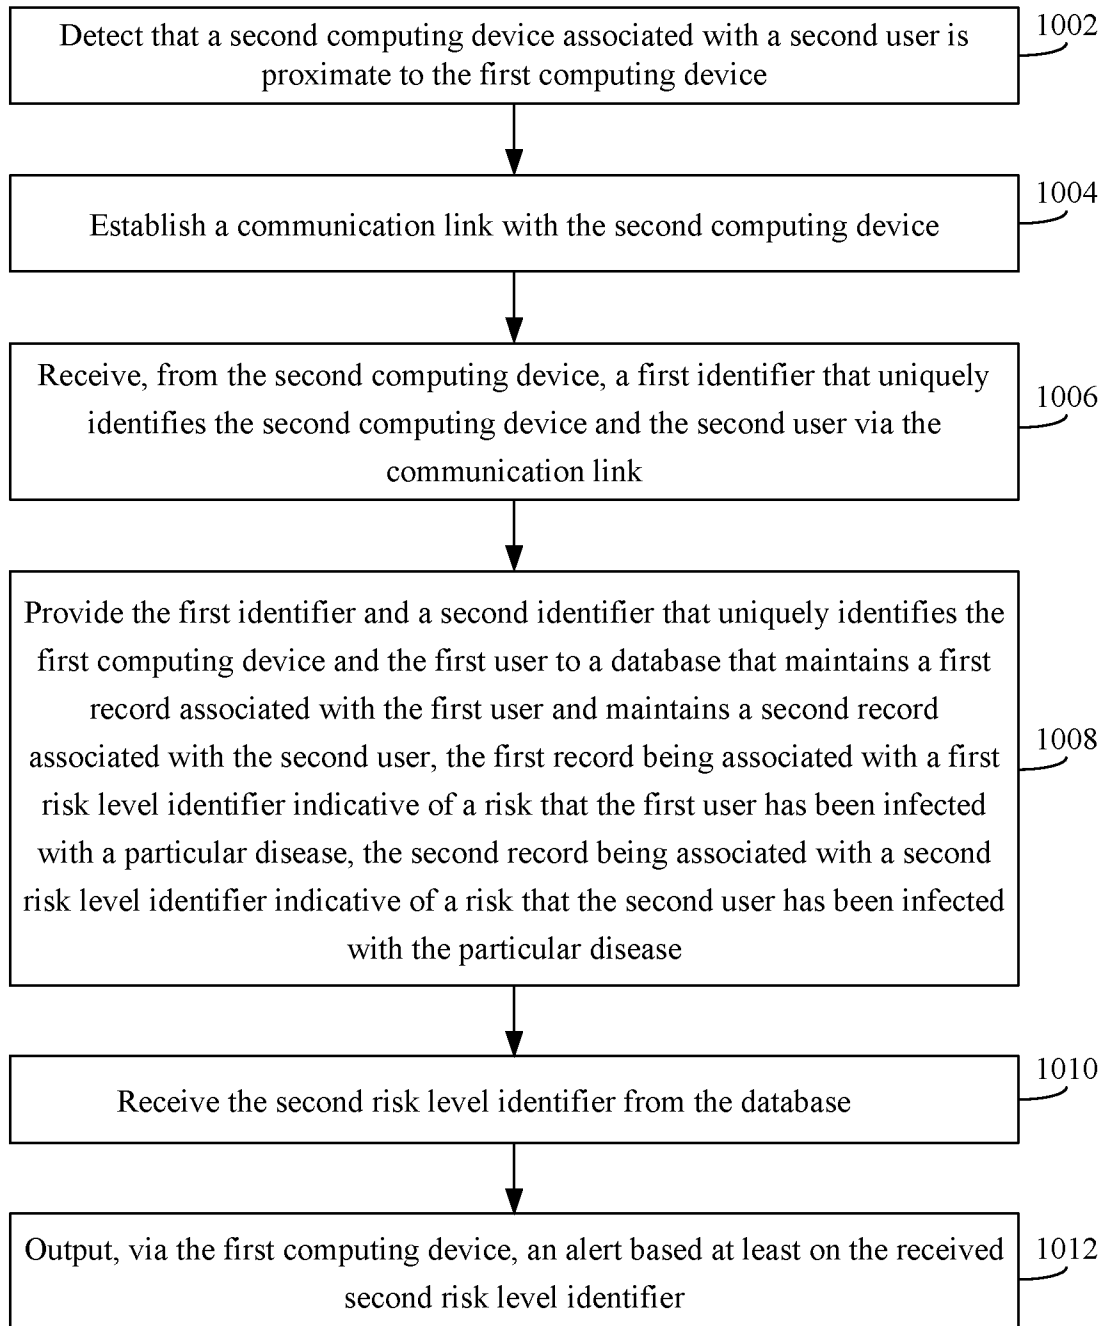 Detect that a second computing device associated with a second user is
proximate to the first computing device
1002
Establish a communication link with the second computing device
1004
Receive, from the second computing device, a first identifier that uniquely
identifies the second computing device and the second user via the
communication link
1006
Provide the first identifier and a second identifier that uniquely identifies the
first computing device and the first user to a database that maintains a first
record associated with the first user and maintains a second record
associated with the second user, the first record being associated with a first
risk level identifier indicative of a risk that the first user has been infected
with a particular disease, the second record being associated with a second
risk level identifier indicative of a risk that the second user has been infected
with the particular disease
1008
Receive the second risk level identifier from the database
1010
Output, via the first computing device, an alert based at least on the received
second risk level identifier
1012